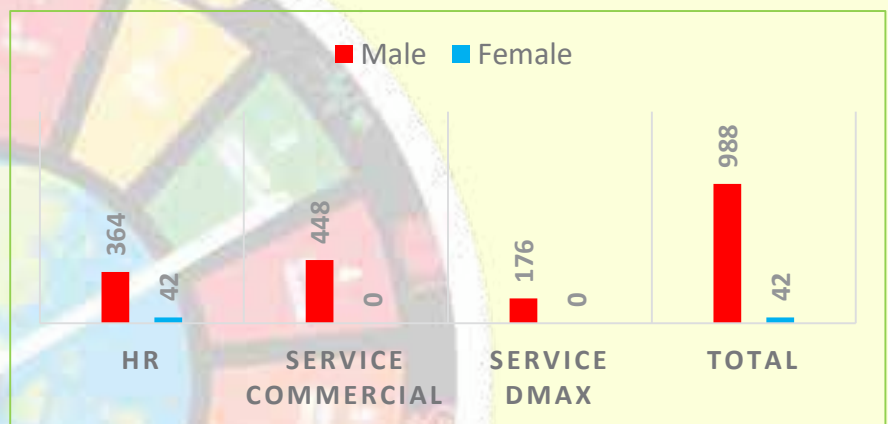 Male Female
364 42 448 0 176 0 988 42
HR SERVICE SERVICE TOTAL
COMMERCIAL DMAX